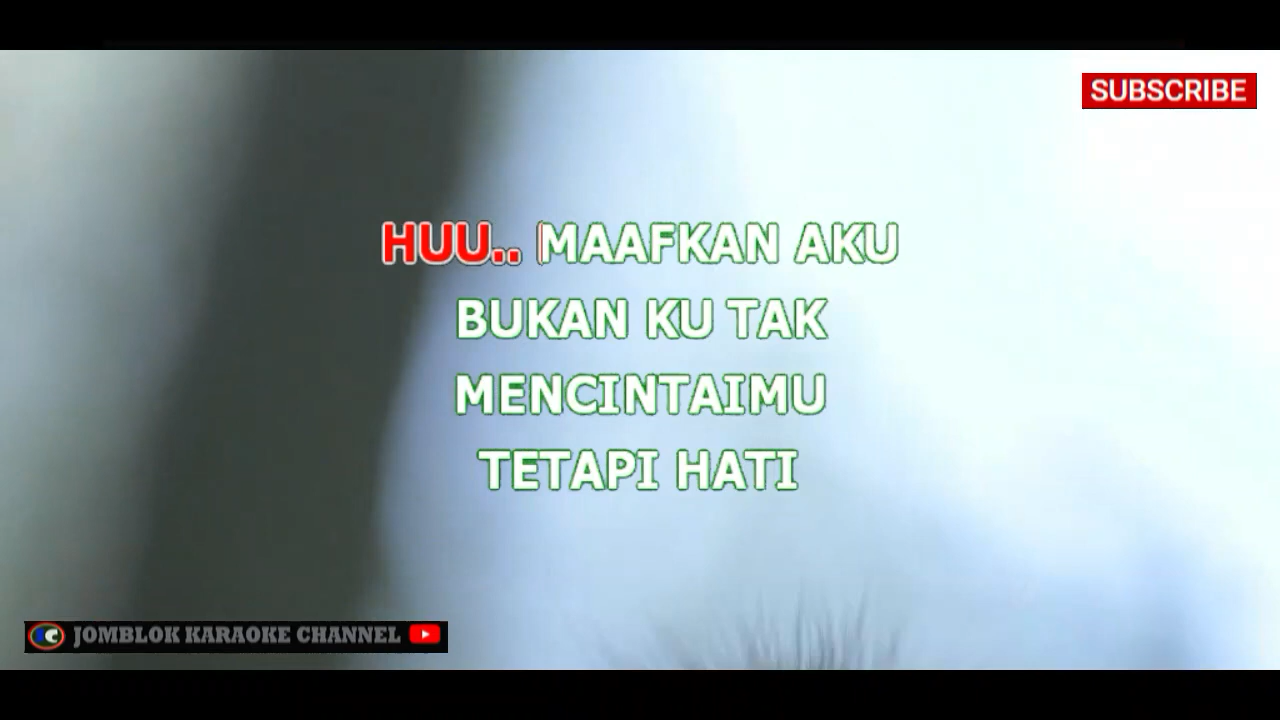 SUBSCRIBE
HUU.. MAAFKAN AKU
BUKAN KU TAK
MENCINTAIMU
TETAPI HATI
JOMBLOK KARAOKE CHANNEL